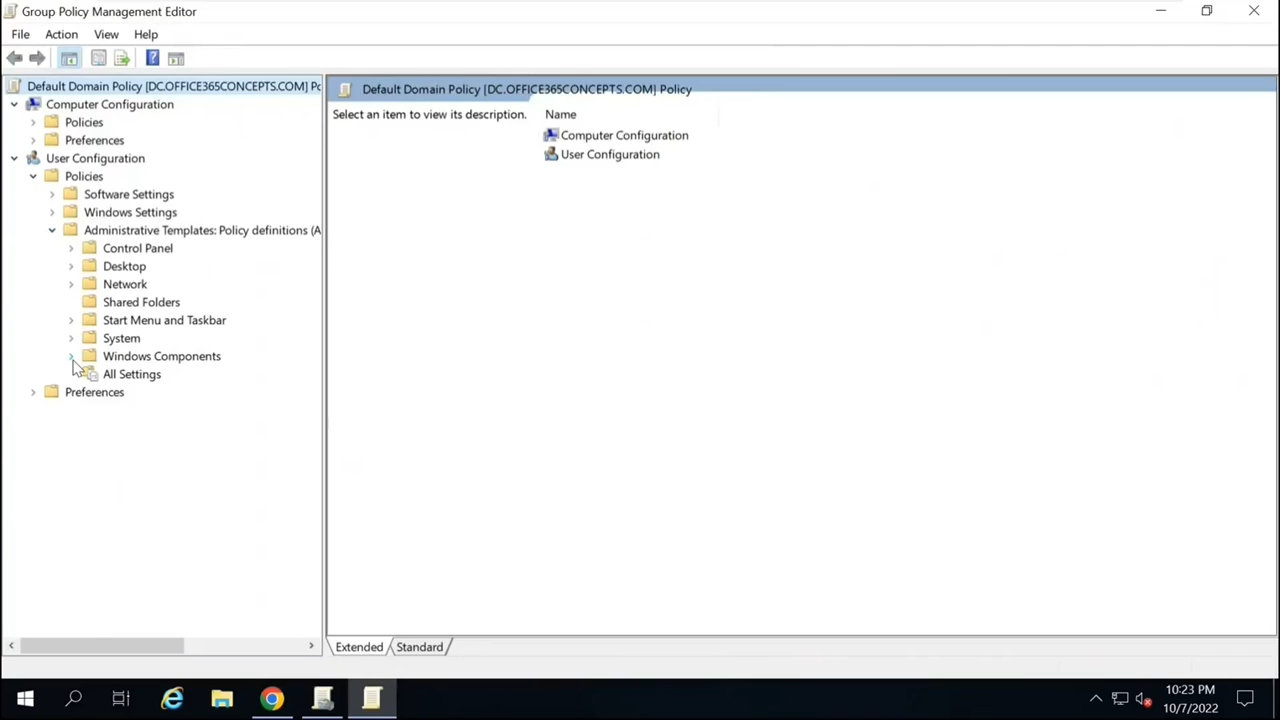 Group Policy Management Editor
File Action View Help
Default Domain Policy [DC.OFFICE365CONCEPTS.COM] Po
Computer Configuration
Policies
Preferences
User Configuration
Policies
Software Settings
Windows Settings
Administrative Templates: Policy definitions (A
Control Panel
Desktop
Network
Shared Folders
Start Menu and Taskbar
System
Windows Components
All Settings
Preferences
Default Domain Policy [DC.OFFICE365CONCEPTS.COM] Policy
Select an item to view its description.
Name
Computer Configuration
User Configuration
Extended Standard
10:23 PM
10/7/2022